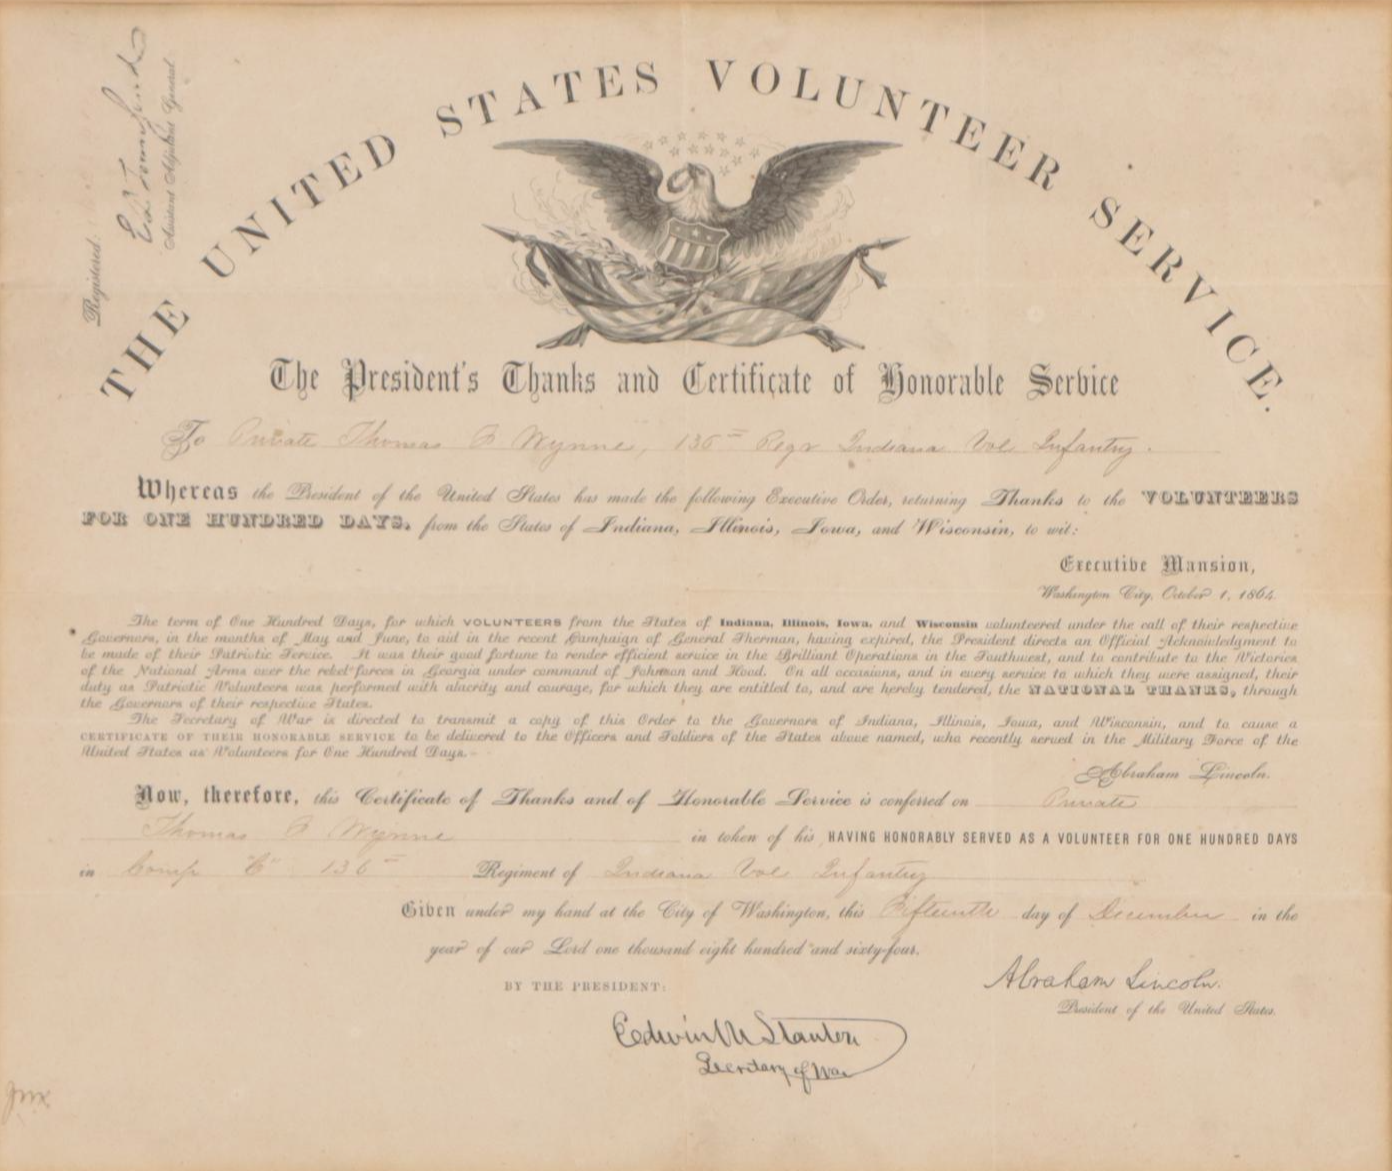 THE UNITED STATES VOLUNTEER SERVICE.
Registered.
E D Townsend
Assistant Adjutant General
The President's Thanks and Certificate of Honorable Service
To Private Thomas Wynne, 136th Regt Indiana Vol Infantry.
Whereas the President of the United States has made the following Executive Order, returning Thanks to the VOLUNTEERS
FOR ONE HUNDRED DAYS, from the States of Indiana, Illinois, Iowa, and Wisconsin, to wit:
Executive Mansion,
Washington City, October 1, 1864.
The term of One Hundred Days, for which VOLUNTEERS from the States of Indiana, Illinois, Iowa, and Wisconsin volunteered under the call of their respective
Governors, in the months of May and June, to aid in the recent Campaign of General Sherman, having expired, the President directs an Official Acknowledgment to
be made of their Patriotic Service. It was their good fortune to render efficient service in the Brilliant Operations in the Southwest, and to contribute to the Victories
of the National Arms over the rebel forces in Georgia under command of Johnson and Hood. On all occasions, and in every service to which they were assigned, their
duty as Patriotic Volunteers was performed with alacrity and courage, for which they are entitled to, and are hereby tendered, the NATIONAL THANKS, through
the Governors of their respective States.
The Secretary of War is directed to transmit a copy of this Order to the Governors of Indiana, Illinois, Iowa, and Wisconsin, and to cause a
CERTIFICATE OF THEIR HONORABLE SERVICE to be delivered to the Officers and Soldiers of the States above named, who recently served in the Military Force of the
United States as Volunteers for One Hundred Days.
Abraham Lincoln.
Now, therefore, this Certificate of Thanks and of Honorable Service is conferred on Private
Thomas Wynne in token of his HAVING HONORABLY SERVED AS A VOLUNTEER FOR ONE HUNDRED DAYS
in Comp 136th Regiment of Indiana Vol Infantry
Given under my hand at the City of Washington, this Fifteenth day of December in the
year of our Lord one thousand eight hundred and sixty-four.
Abraham Lincoln.
President of the United States.
BY THE PRESIDENT:
Edwin M Stanton
Secretary of War